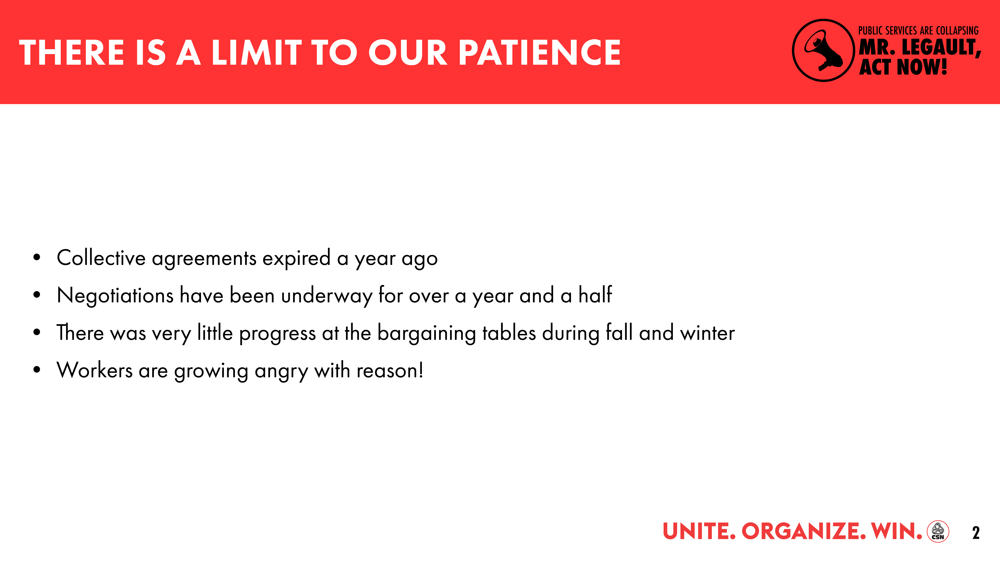 THERE IS A LIMIT TO OUR PATIENCE
PUBLIC SERVICES ARE COLLAPSING
MR. LEGAULT,
ACT NOW!
• Collective agreements expired a year ago
• Negotiations have been underway for over a year and a half
• There was very little progress at the bargaining tables during fall and winter
• Workers are growing angry with reason!
UNITE. ORGANIZE. WIN.
CSN
2